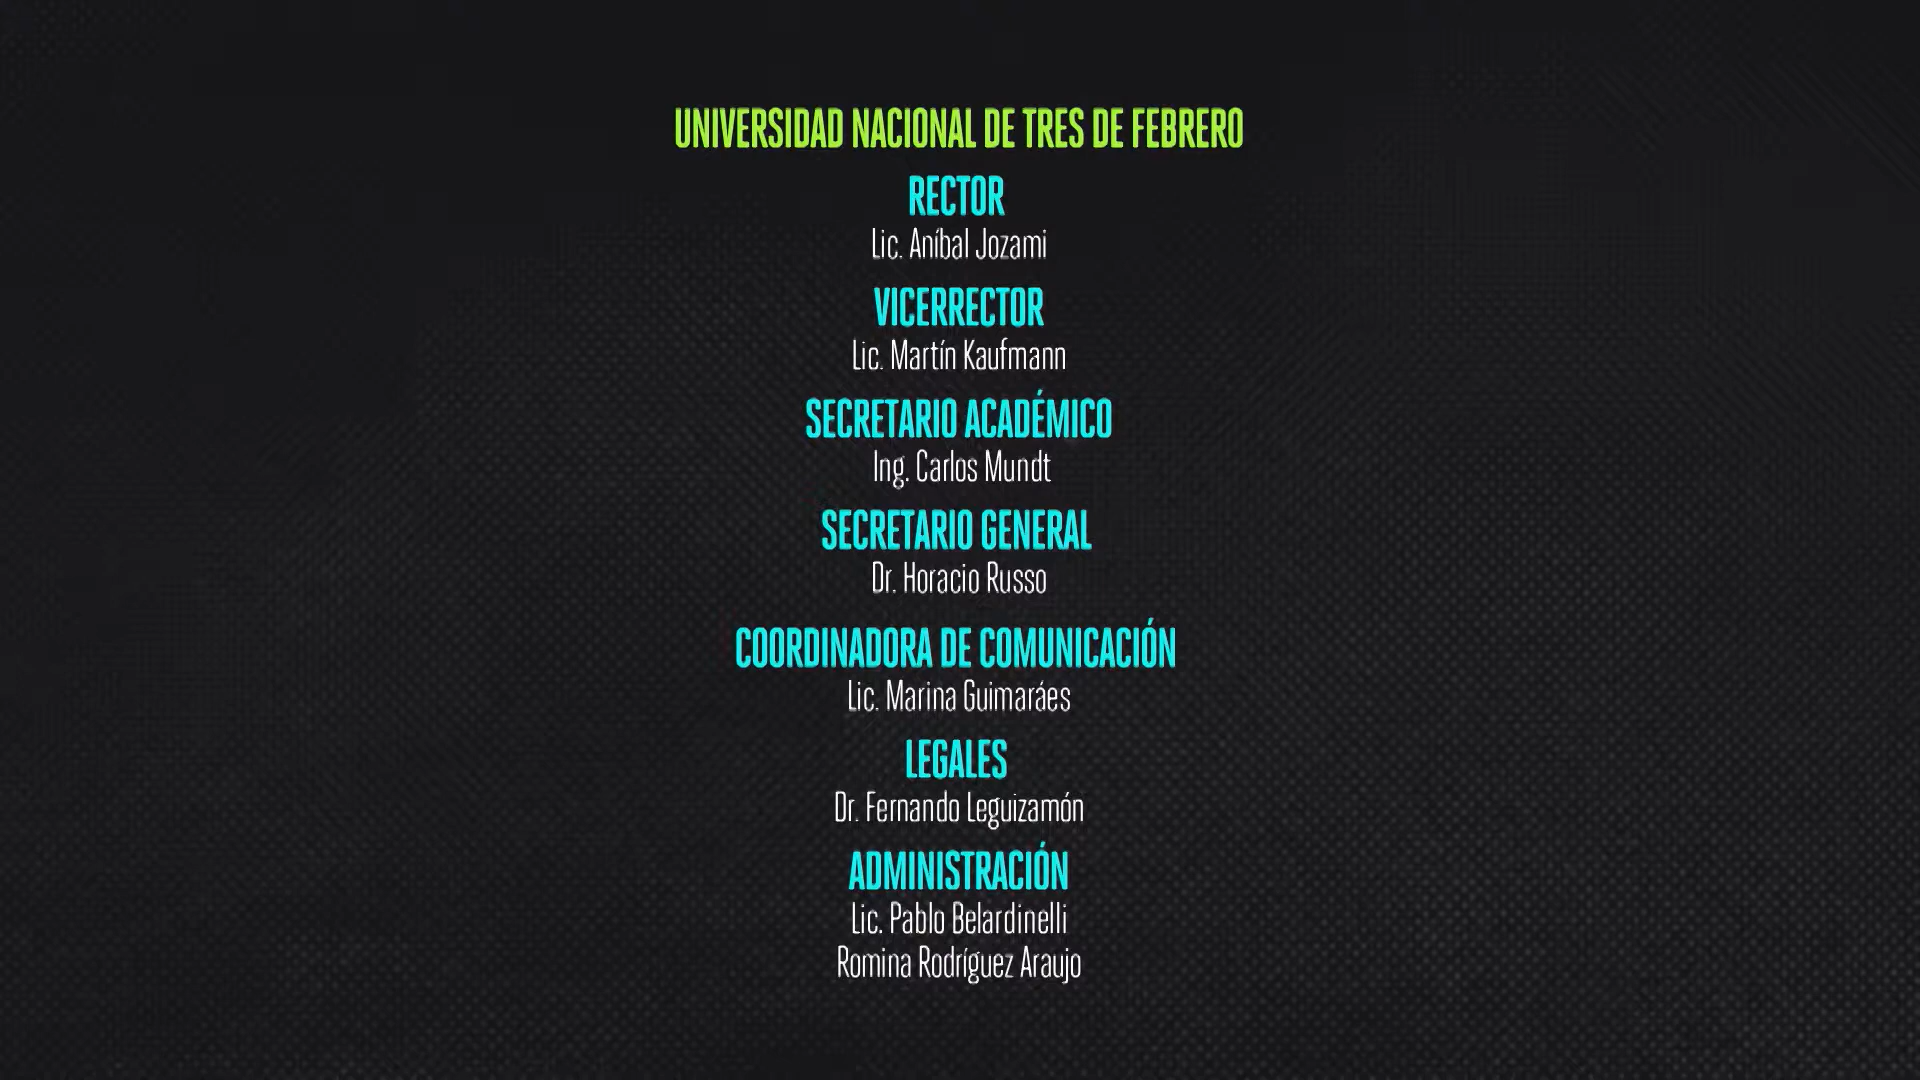 UNIVERSIDAD NACIONAL DE TRES DE FEBRERO
RECTOR
Lic. Aníbal Jozami
VICERRECTOR
Lic. Martín Kaufmann
SECRETARIO ACADÉMICO
Ing. Carlos Mundt
SECRETARIO GENERAL
Dr. Horacio Russo
COORDINADORA DE COMUNICACIÓN
Lic. Marina Guimaráes
LEGALES
Dr. Fernando Leguizamón
ADMINISTRACIÓN
Lic. Pablo Belardinelli
Romina Rodríguez Araujo